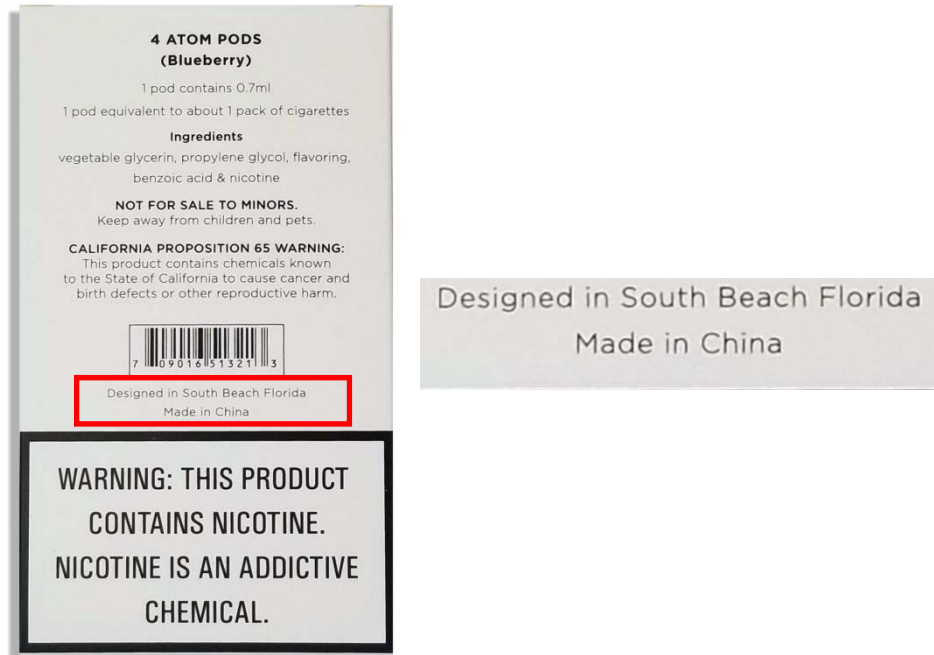 4 ATOM PODS
(Blueberry)
1 pod contains 0.7ml
1 pod equivalent to about 1 pack of cigarettes
Ingredients
vegetable glycerin, propylene glycol, flavoring,
benzoic acid & nicotine
NOT FOR SALE TO MINORS.
Keep away from children and pets.
CALIFORNIA PROPOSITION 65 WARNING:
This product contains chemicals known
to the State of California to cause cancer and
birth defects or other reproductive harm.
7 09016 51321 3
Designed in South Beach Florida
Made in China
WARNING: THIS PRODUCT
CONTAINS NICOTINE.
NICOTINE IS AN ADDICTIVE
CHEMICAL.
Designed in South Beach Florida
Made in China